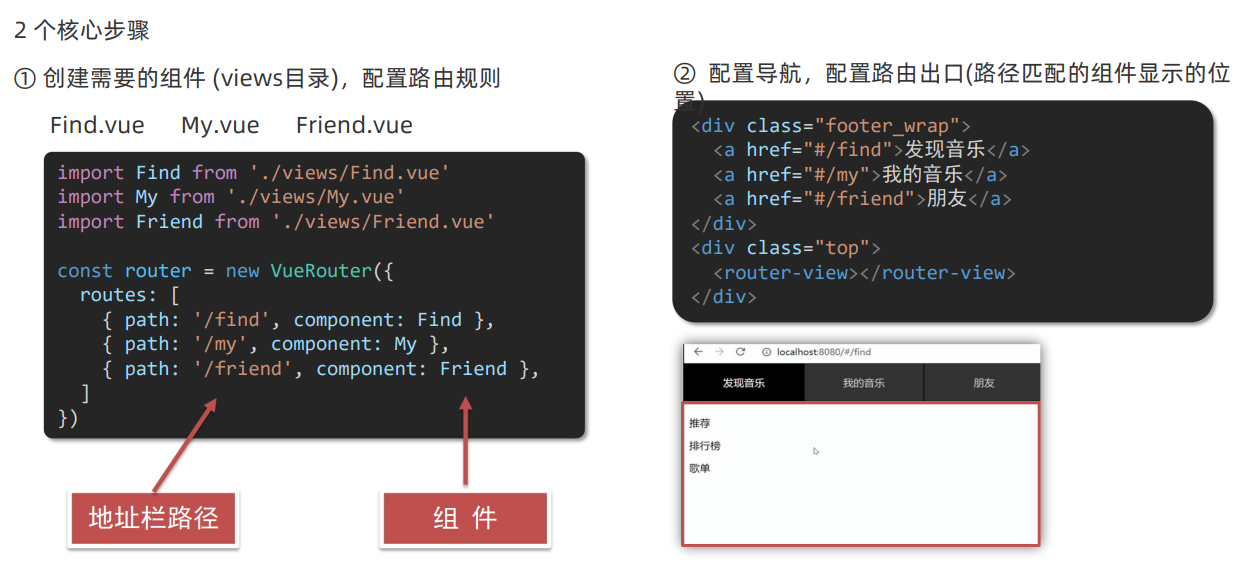 2 个核心步骤
① 创建需要的组件 (views目录)，配置路由规则
Find.vue My.vue Friend.vue
import Find from './views/Find.vue'
import My from './views/My.vue'
import Friend from './views/Friend.vue'
const router = new VueRouter({
routes: [
{ path: '/find', component: Find },
{ path: '/my', component: My },
{ path: '/friend', component: Friend },
]
})
地址栏路径
组 件
② 配置导航，配置路由出口(路径匹配的组件显示的位
置)
<div class="footer_wrap">
<a href="#/find">发现音乐</a>
<a href="#/my">我的音乐</a>
<a href="#/friend">朋友</a>
</div>
<div class="top">
<router-view></router-view>
</div>
localhost:8080/#/find
发现音乐 我的音乐 朋友
推荐
排行榜
歌单